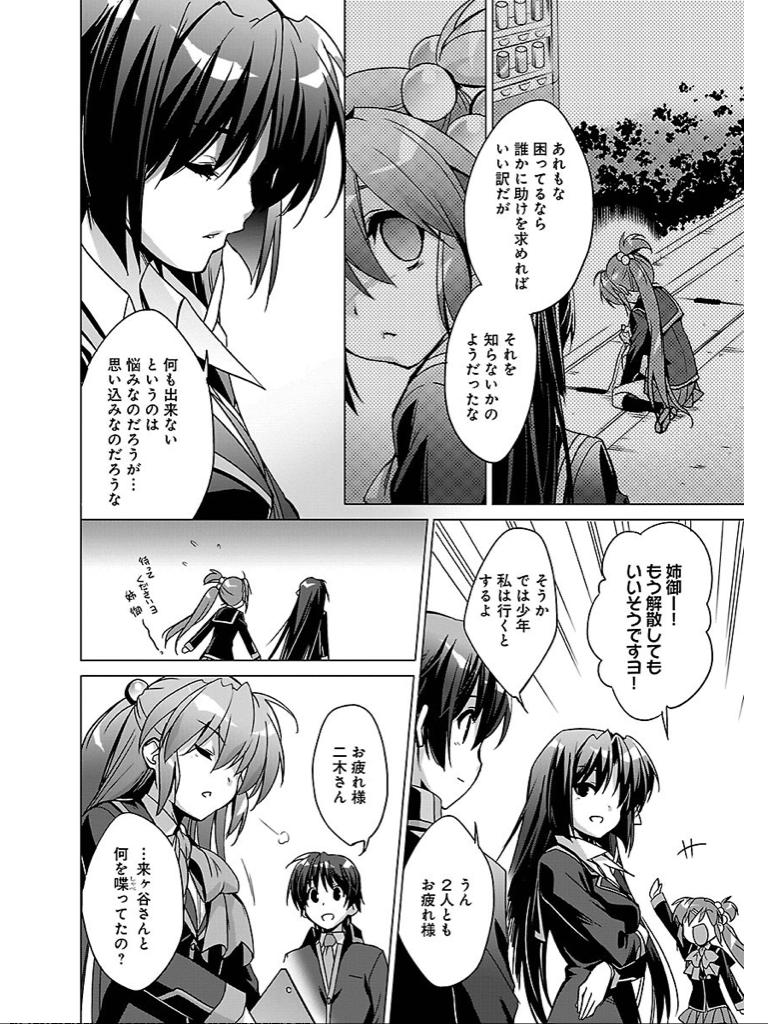 あれもな
困ってるなら
誰かに助けを求めれば
いい訳だが
それを
知らないかの
ようだったな
何も出来ない
というのは
悩みなのだろうが…
思い込みなのだろうな
姉御ー！
もう解散しても
いいそうですヨ！
そうか
では少年
私は行くと
するよ
うん
2人とも
お疲れ様
待って
くださいヨ
姉御〜
お疲れ様
二木さん
…来ヶ谷さんと
何を喋ってたの？
しゃべ